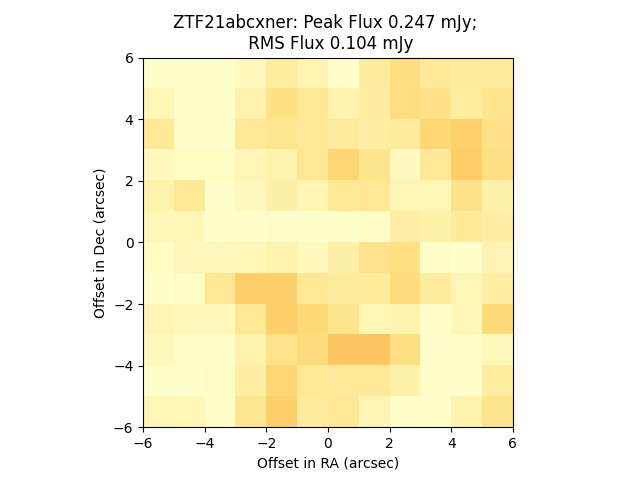 ZTF21abcxner: Peak Flux 0.247 mJy;
RMS Flux 0.104 mJy
6
4
2
0
−2
−4
−6
Offset in Dec (arcsec)
−6 −4 −2 0 2 4 6
Offset in RA (arcsec)